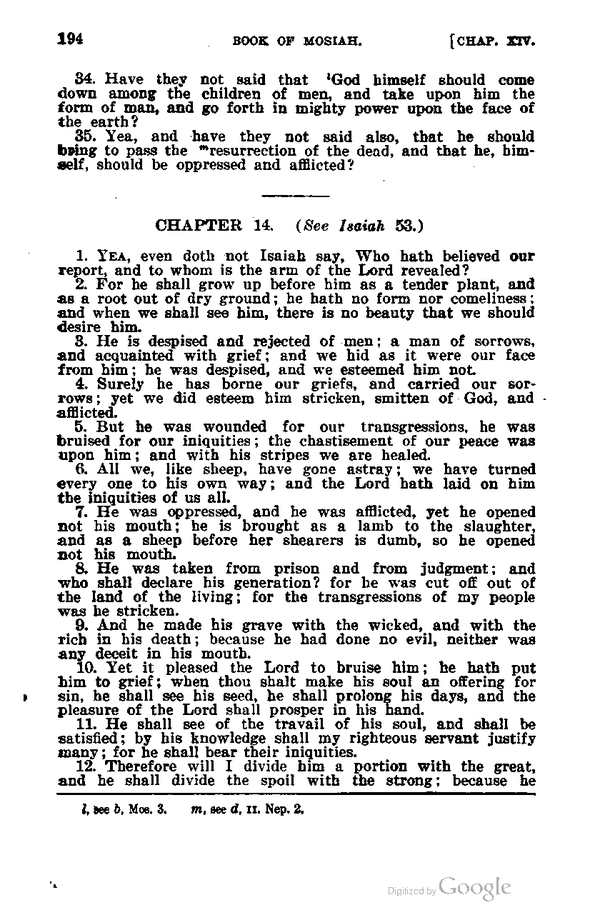 194 BOOK OF MOSIAH. [CHAP. XIV.
34. Have they not said that ˡGod himself should come
down among the children of men, and take upon him the
form of man, and go forth in mighty power upon the face of
the earth?
35. Yea, and have they not said also, that he should
bring to pass the ᵐresurrection of the dead, and that he, him-
self, should be oppressed and afflicted?
CHAPTER 14. (See Isaiah 53.)
1. YEA, even doth not Isaiah say, Who hath believed our
report, and to whom is the arm of the Lord revealed?
2. For he shall grow up before him as a tender plant, and
as a root out of dry ground; he hath no form nor comeliness;
and when we shall see him, there is no beauty that we should
desire him.
3. He is despised and rejected of men; a man of sorrows,
and acquainted with grief; and we hid as it were our face
from him; he was despised, and we esteemed him not.
4. Surely he has borne our griefs, and carried our sor-
rows; yet we did esteem him stricken, smitten of God, and
afflicted.
5. But he was wounded for our transgressions, he was
bruised for our iniquities; the chastisement of our peace was
upon him; and with his stripes we are healed.
6. All we, like sheep, have gone astray; we have turned
every one to his own way; and the Lord hath laid on him
the iniquities of us all.
7. He was oppressed, and he was afflicted, yet he opened
not his mouth; he is brought as a lamb to the slaughter,
and as a sheep before her shearers is dumb, so he opened
not his mouth.
8. He was taken from prison and from judgment; and
who shall declare his generation? for he was cut off out of
the land of the living; for the transgressions of my people
was he stricken.
9. And he made his grave with the wicked, and with the
rich in his death; because he had done no evil, neither was
any deceit in his mouth.
10. Yet it pleased the Lord to bruise him; he hath put
him to grief; when thou shalt make his soul an offering for
sin, he shall see his seed, he shall prolong his days, and the
pleasure of the Lord shall prosper in his hand.
11. He shall see of the travail of his soul, and shall be
satisfied; by his knowledge shall my righteous servant justify
many; for he shall bear their iniquities.
12. Therefore will I divide him a portion with the great,
and he shall divide the spoil with the strong; because he
l, see b, Mos. 3. m, see d, II. Nep. 2.
Digitized by Google